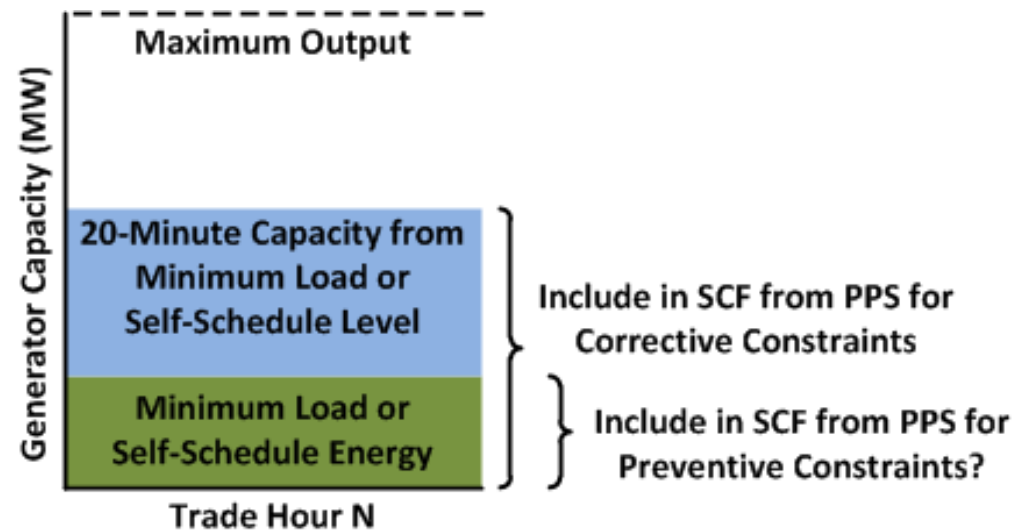 Maximum Output
Generator Capacity (MW)
20-Minute Capacity from
Minimum Load or
Self-Schedule Level
Include in SCF from PPS for
Corrective Constraints
Minimum Load or
Self-Schedule Energy
Include in SCF from PPS for
Preventive Constraints?
Trade Hour N